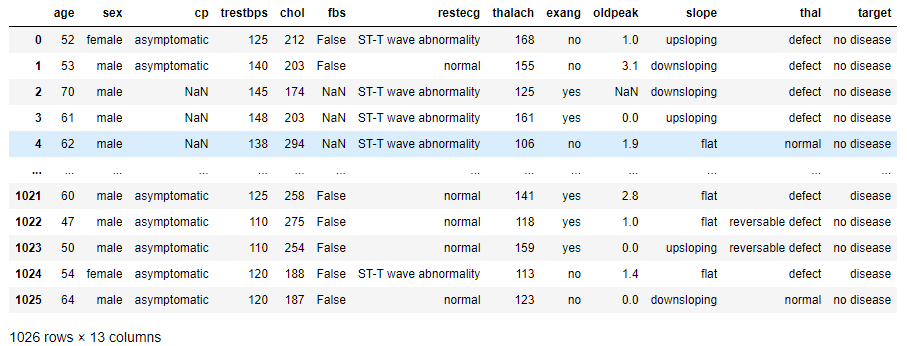 age sex cp trestbps chol fbs restecg thalach exang oldpeak slope thal target
0 52 female asymptomatic 125 212 False ST-T wave abnormality 168 no 1.0 upsloping defect no disease
1 53 male asymptomatic 140 203 False normal 155 no 3.1 downsloping defect no disease
2 70 male NaN 145 174 NaN ST-T wave abnormality 125 yes NaN downsloping defect no disease
3 61 male NaN 148 203 NaN ST-T wave abnormality 161 yes 0.0 upsloping defect no disease
4 62 male NaN 138 294 NaN ST-T wave abnormality 106 no 1.9 flat normal no disease
... ... ... ... ... ... ... ... ... ... ... ... ... ...
1021 60 male asymptomatic 125 258 False normal 141 yes 2.8 flat defect disease
1022 47 male asymptomatic 110 275 False normal 118 yes 1.0 flat reversable defect no disease
1023 50 male asymptomatic 110 254 False normal 159 yes 0.0 upsloping reversable defect no disease
1024 54 female asymptomatic 120 188 False ST-T wave abnormality 113 no 1.4 flat defect disease
1025 64 male asymptomatic 120 187 False normal 123 no 0.0 downsloping normal no disease
1026 rows × 13 columns